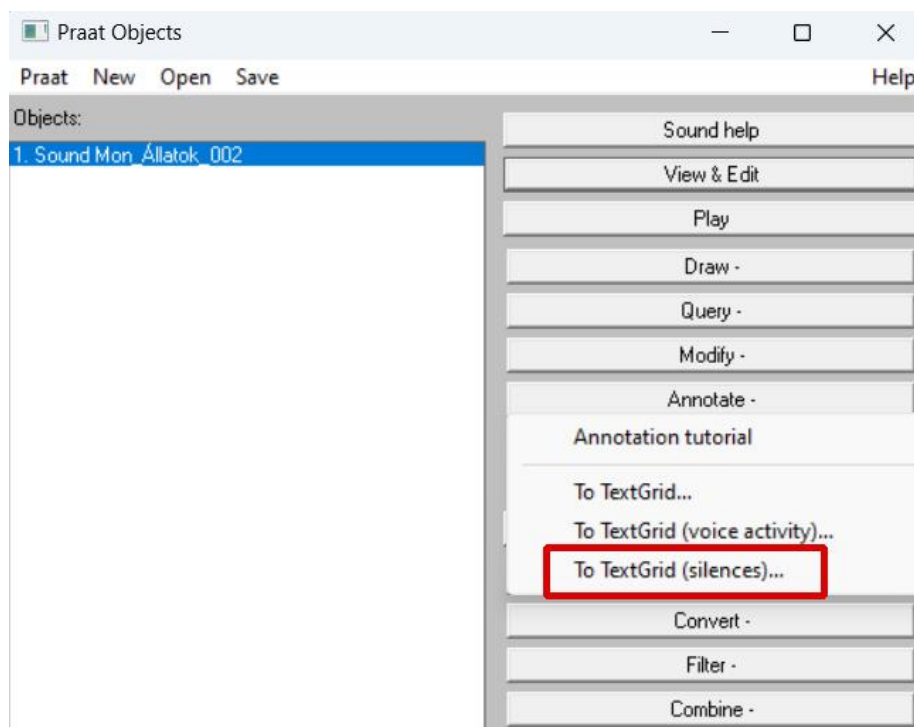 Praat Objects
Praat New Open Save Help
Objects:
1. Sound Mon_Állatok_002
Sound help
View & Edit
Play
Draw -
Query -
Modify -
Annotate -
Annotation tutorial
To TextGrid...
To TextGrid (voice activity)...
To TextGrid (silences)...
Convert -
Filter -
Combine -